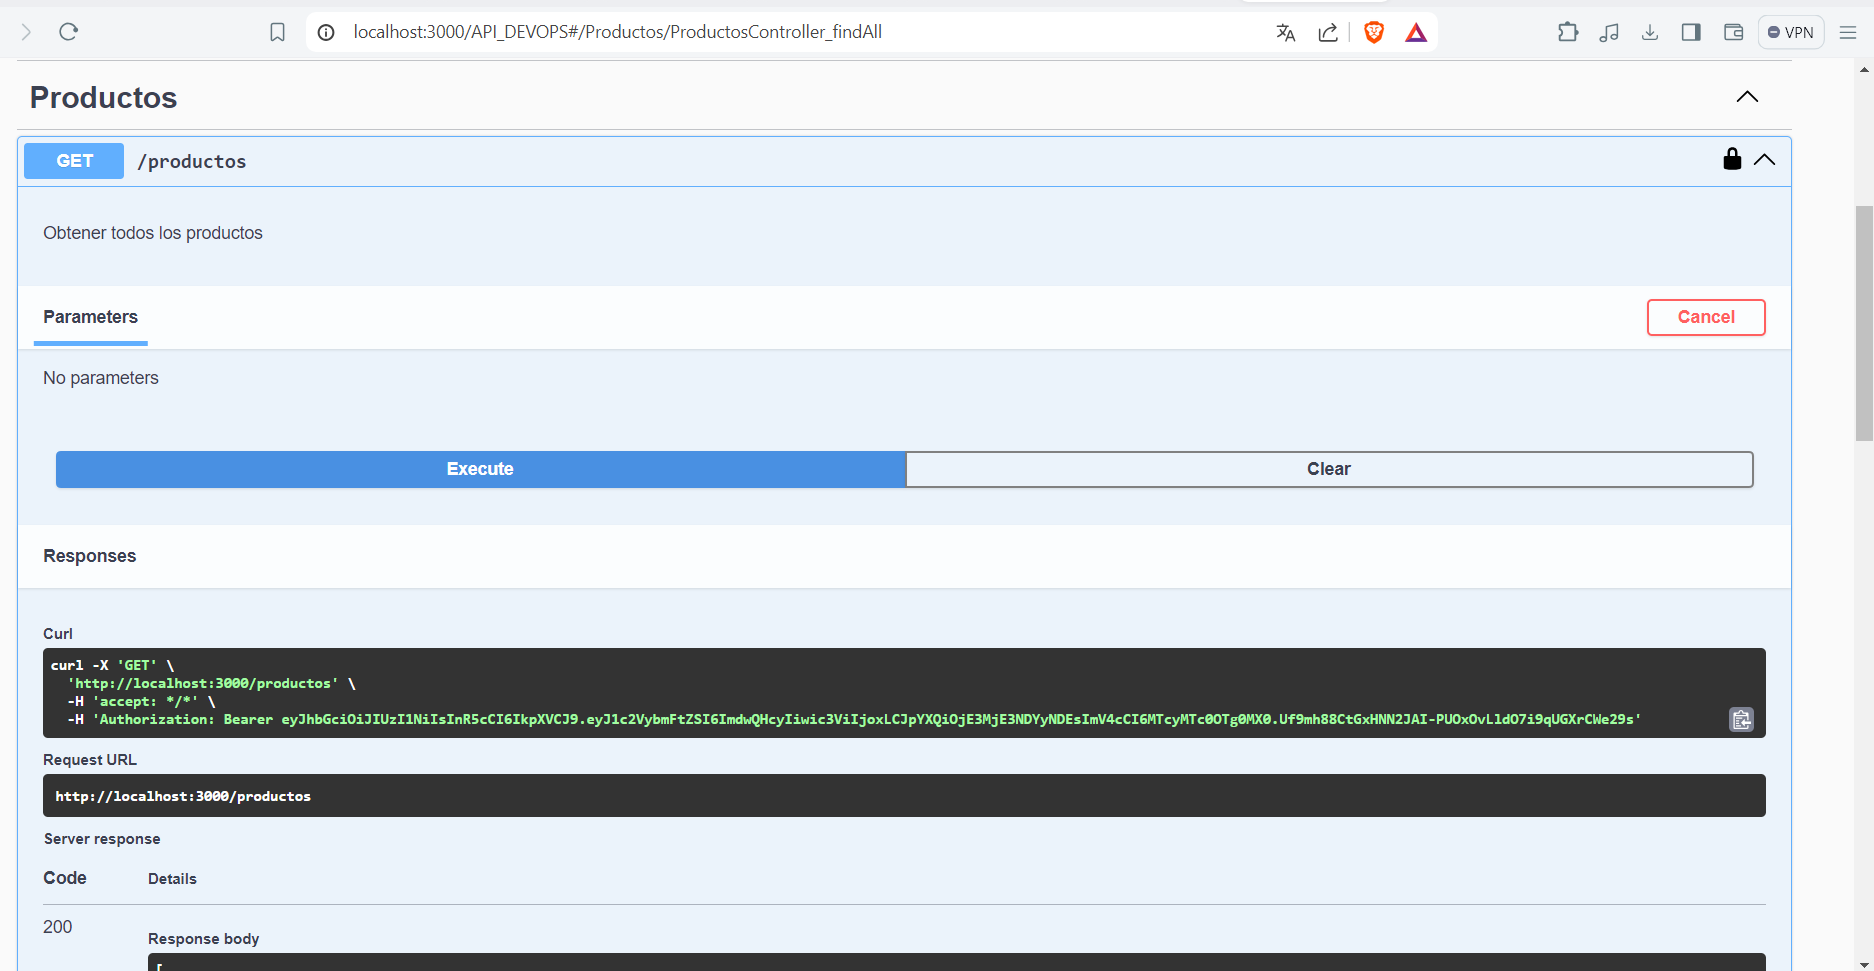 localhost:3000/API_DEVOPS#/Productos/ProductosController_findAll
VPN
Productos
GET /productos
Obtener todos los productos
Parameters
Cancel
No parameters
Execute
Clear
Responses
Curl
curl -X 'GET' \
'http://localhost:3000/productos' \
-H 'accept: */*' \
-H 'Authorization: Bearer eyJhbGciOiJIUzI1NiIsInR5cCI6IkpXVCJ9.eyJ1c2VybmFtZSI6ImdwQHcyIiwic3ViIjoxLCJpYXQiOjE3MjE3NDYyNDEsImV4cCI6MTcyMTc0OTg0MX0.Uf9mh88CtGxHNN2JAI-PUOxOvLldO7i9qUGXrCWe29s'
Request URL
http://localhost:3000/productos
Server response
Code Details
200
Response body
[